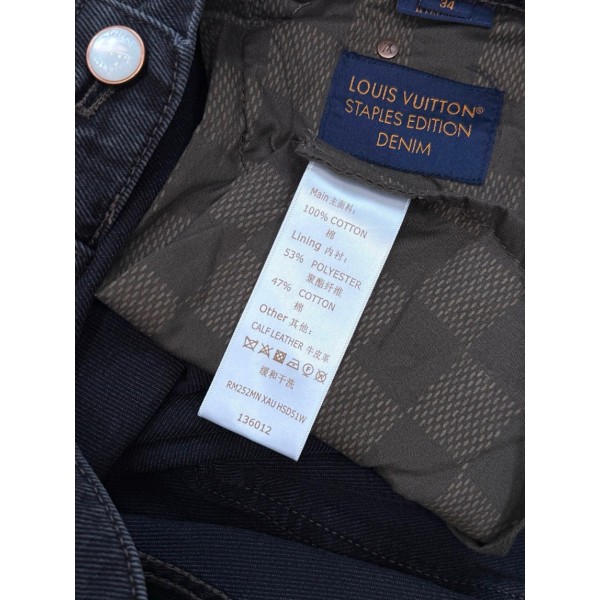 34
LOUIS VUITTON®
STAPLES EDITION
DENIM
Main 主面料:
100% COTTON
棉
Lining 内衬:
53% POLYESTER
聚酯纤维
47% COTTON
棉
Other 其他:
CALF LEATHER 牛皮革
缓和干洗
RM252MN XAU HSD51W
136012